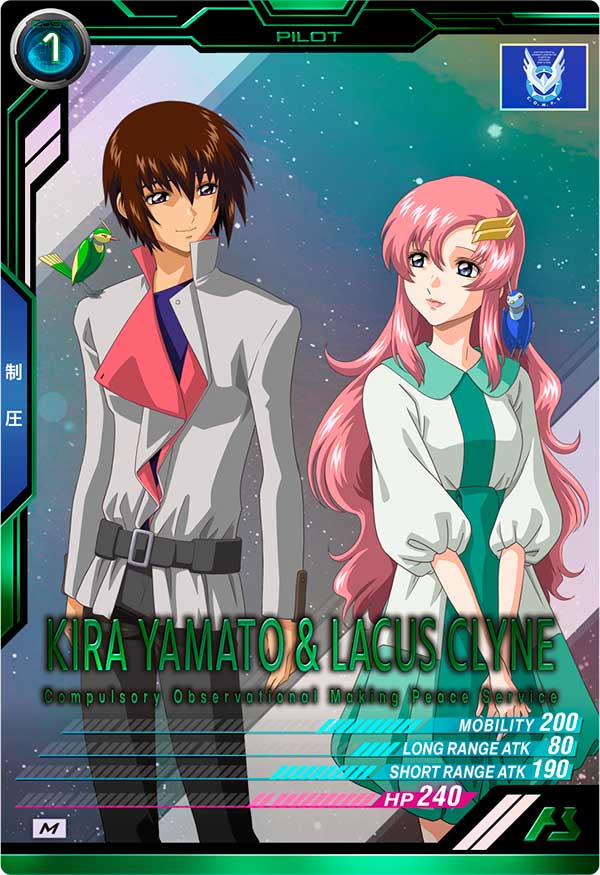 PILOT
1
C.O.M.P.S.
制圧
KIRA YAMATO & LACUS CLYNE
Compulsory Observational Making Peace Service
MOBILITY 200
LONG RANGE ATK 80
SHORT RANGE ATK 190
HP 240
M